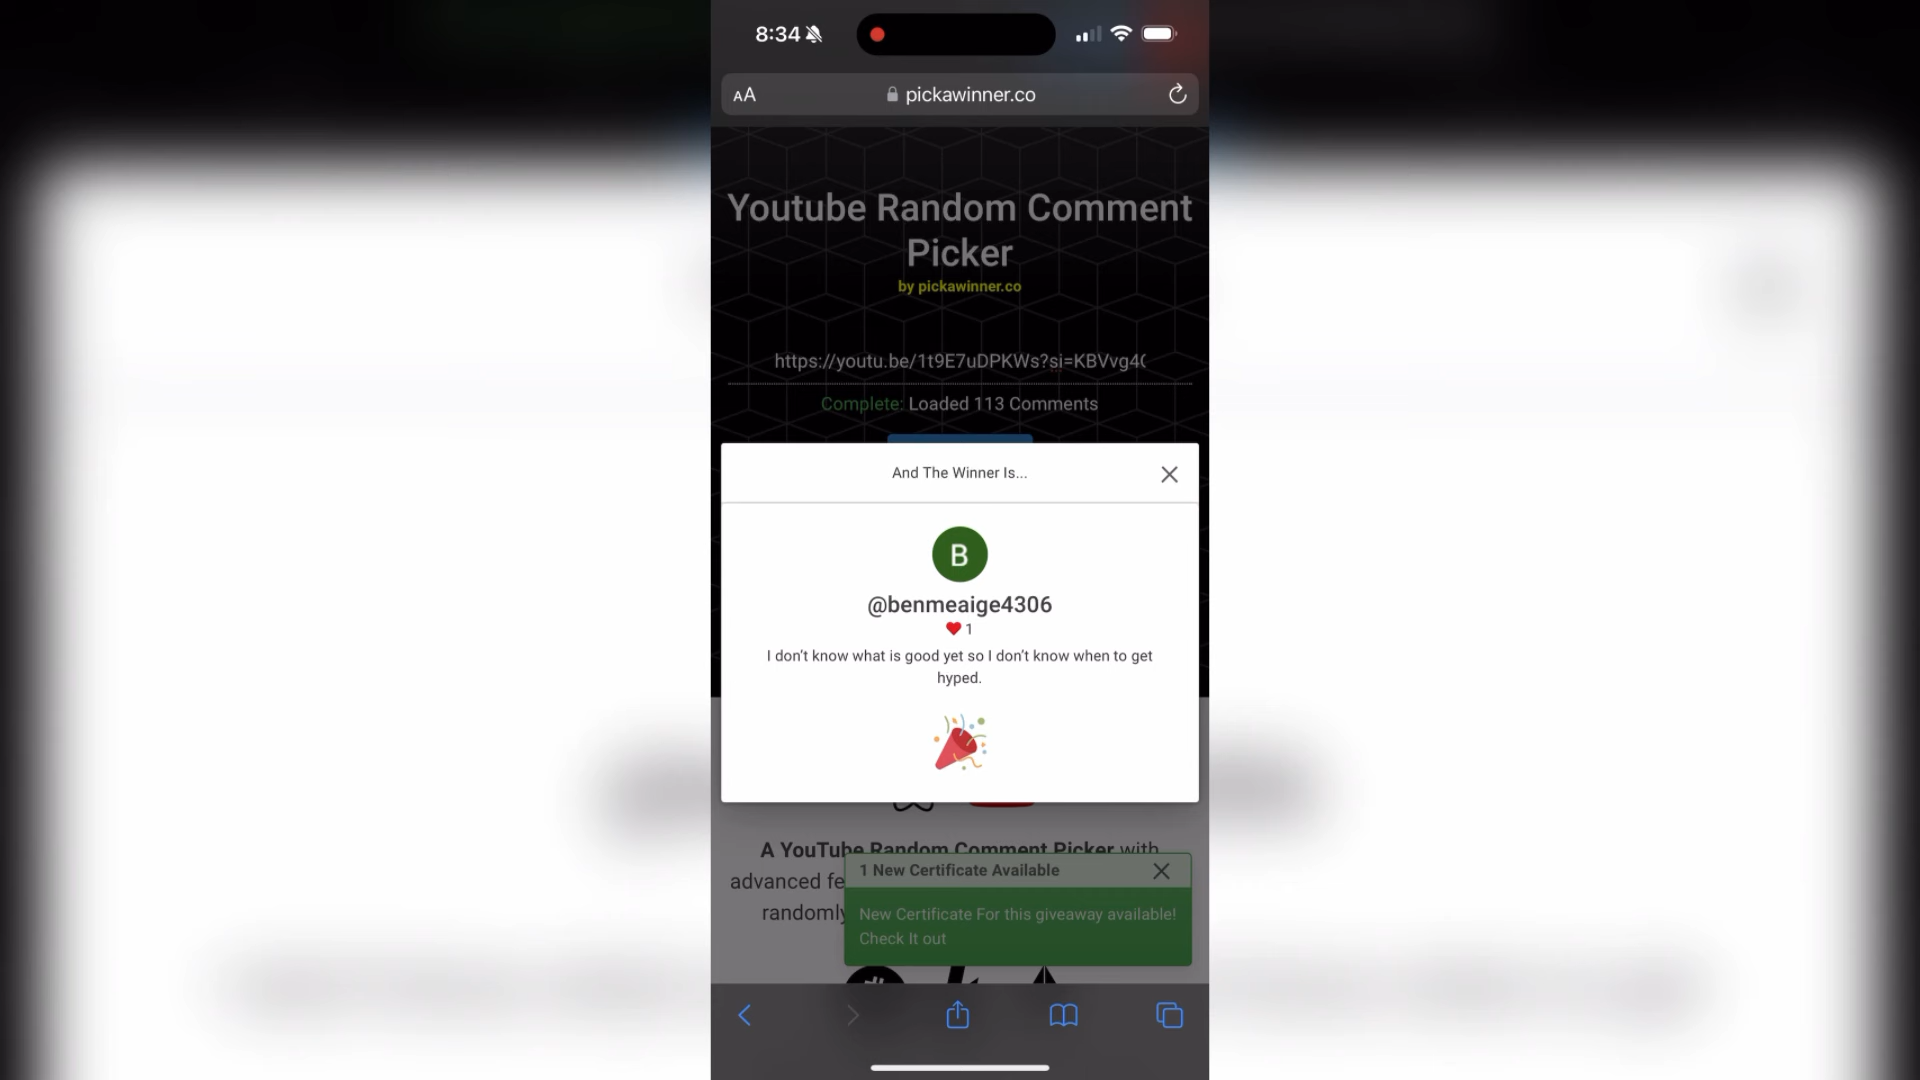 8:34
AA
pickawinner.co
Youtube Random Comment
Picker
by pickawinner.co
https://youtu.be/1t9E7uDPKWs?si=KBVvg4
Complete: Loaded 113 Comments
And The Winner Is...
B
@benmeaige4306
1
I don't know what is good yet so I don't know when to get
hyped.
A YouTube Random Comment Picker with
advanced fe
randomly
1 New Certificate Available
New Certificate For this giveaway available!
Check It out